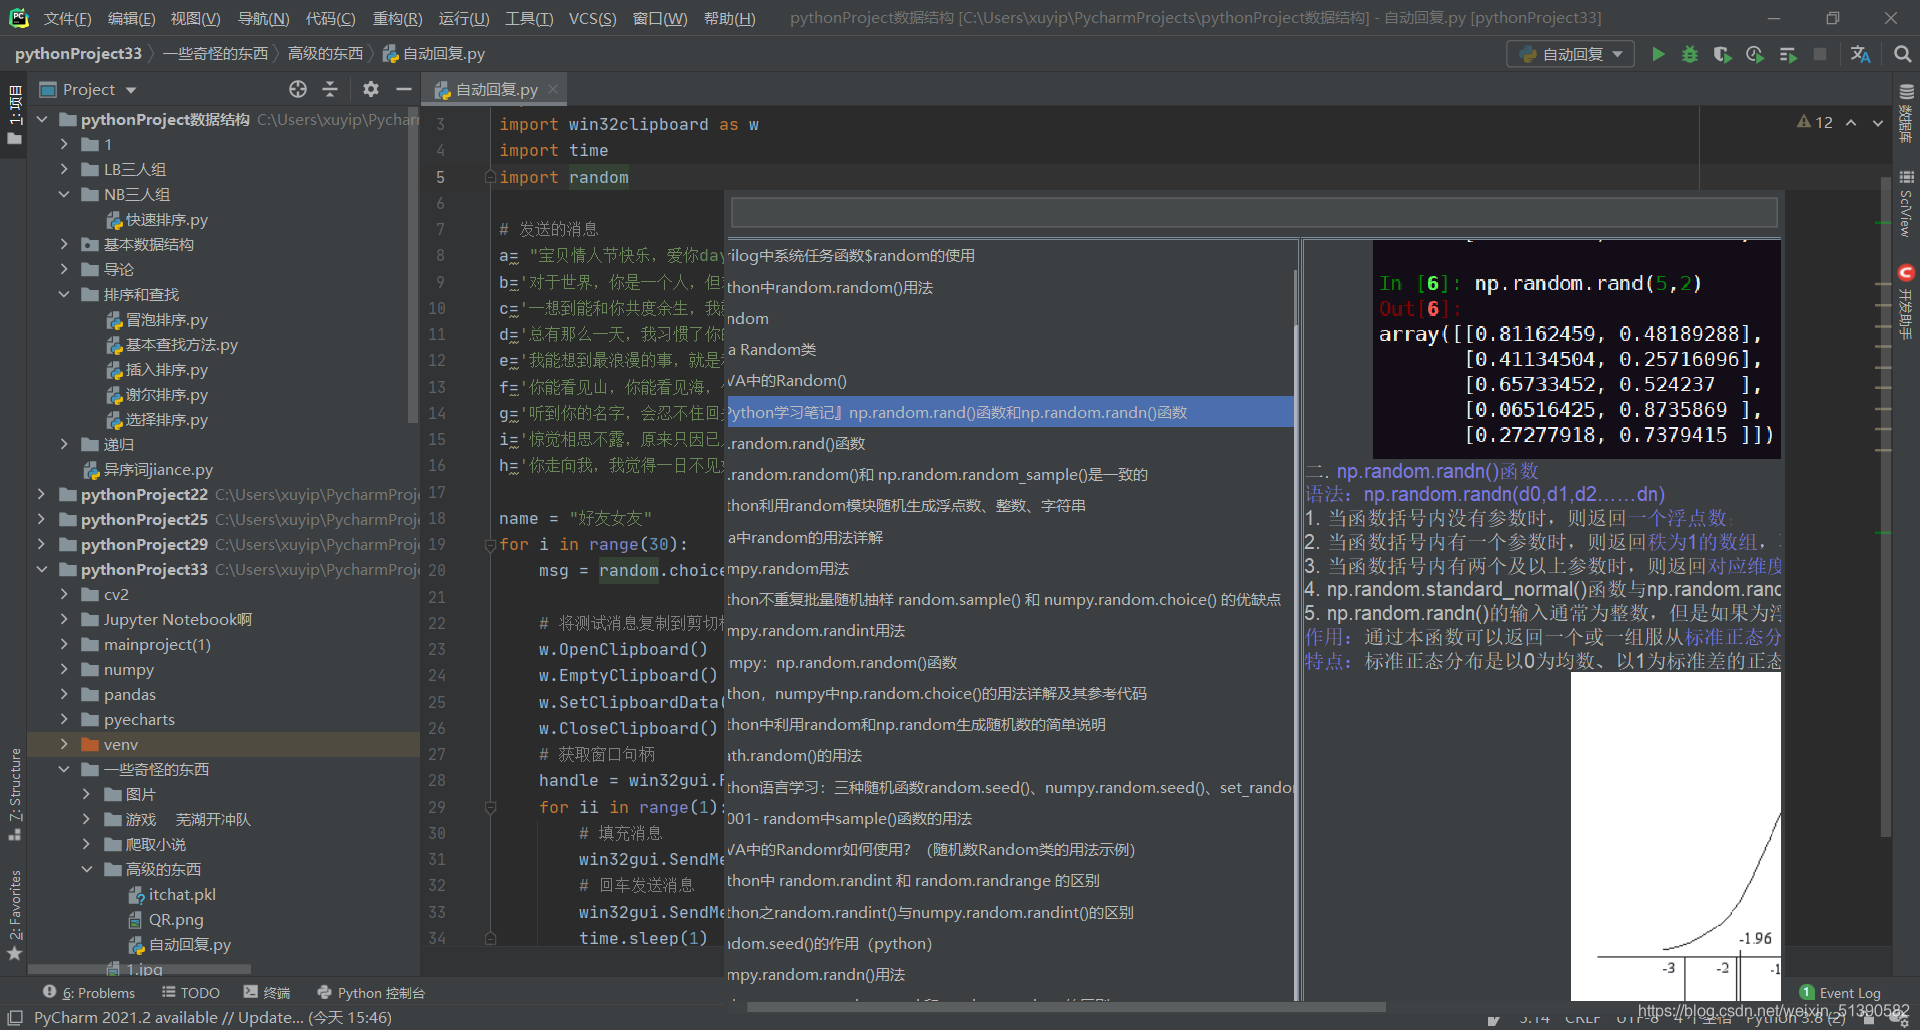 文件(F) 编辑(E) 视图(V) 导航(N) 代码(C) 重构(R) 运行(U) 工具(T) VCS(S) 窗口(W) 帮助(H) pythonProject数据结构 [C:\Users\xuyip\PycharmProjects\pythonProject数据结构] - 自动回复.py [pythonProject33]
pythonProject33 一些奇怪的东西 高级的东西 自动回复.py 自动回复
Project 自动回复.py
1: 项目
pythonProject数据结构 C:\Users\xuyip\Pychar
1
LB三人组
NB三人组
快速排序.py
基本数据结构
导论
排序和查找
冒泡排序.py
基本查找方法.py
插入排序.py
谢尔排序.py
选择排序.py
递归
异序词jiance.py
pythonProject22 C:\Users\xuyip\PycharmProje
pythonProject25 C:\Users\xuyip\PycharmProje
pythonProject29 C:\Users\xuyip\PycharmProje
pythonProject33 C:\Users\xuyip\PycharmProje
cv2
Jupyter Notebook啊
mainproject(1)
numpy
pandas
pyecharts
venv
一些奇怪的东西
图片
游戏 芜湖开冲队
爬取小说
高级的东西
itchat.pkl
QR.png
自动回复.py
1.jpg
7: Structure
2: Favorites
3 import win32clipboard as w
4 import time
5 import random
6
7 # 发送的消息
8 a= "宝贝情人节快乐，爱你day
9 b='对于世界，你是一个人，但
10 c='一想到能和你共度余生，我
11 d='总有那么一天，我习惯了你
12 e='我能想到最浪漫的事，就是
13 f='你能看见山，你能看见海，
14 g='听到你的名字，会忍不住回
15 i='惊觉相思不露，原来只因已
16 h='你走向我，我觉得一日不见
17
18 name = "好友女友"
19 for i in range(30):
20 msg = random.choice
21
22 # 将测试消息复制到剪切
23 w.OpenClipboard()
24 w.EmptyClipboard()
25 w.SetClipboardData(
26 w.CloseClipboard()
27 # 获取窗口句柄
28 handle = win32gui.F
29 for ii in range(1):
30 # 填充消息
31 win32gui.SendMe
32 # 回车发送消息
33 win32gui.SendMe
34 time.sleep(1)
12
rilog中系统任务函数$random的使用
thon中random.random()用法
ndom
a Random类
VA中的Random()
Python学习笔记』np.random.rand()函数和np.random.randn()函数
.random.rand()函数
.random.random()和 np.random.random_sample()是一致的
thon利用random模块随机生成浮点数、整数、字符串
a中random的用法详解
mpy.random用法
thon不重复批量随机抽样 random.sample() 和 numpy.random.choice() 的优缺点
mpy.random.randint用法
mpy：np.random.random()函数
thon，numpy中np.random.choice()的用法详解及其参考代码
thon中利用random和np.random生成随机数的简单说明
ath.random()的用法
thon语言学习：三种随机函数random.seed()、numpy.random.seed()、set_rando
001- random中sample()函数的用法
VA中的Randomr如何使用？（随机数Random类的用法示例）
thon中 random.randint 和 random.randrange 的区别
thon之random.randint()与numpy.random.randint()的区别
ndom.seed()的作用（python）
mpy.random.randn()用法
In [6]: np.random.rand(5,2)
Out[6]:
array([[0.81162459, 0.48189288],
[0.41134504, 0.25716096],
[0.65733452, 0.524237 ],
[0.06516425, 0.8735869 ],
[0.27277918, 0.7379415 ]])
二. np.random.randn()函数
语法：np.random.randn(d0,d1,d2……dn)
1. 当函数括号内没有参数时，则返回一个浮点数；
2. 当函数括号内有一个参数时，则返回秩为1的数组，
3. 当函数括号内有两个及以上参数时，则返回对应维度
4. np.random.standard_normal()函数与np.random.rand
5. np.random.randn()的输入通常为整数，但是如果为浮
作用：通过本函数可以返回一个或一组服从标准正态分
特点：标准正态分布是以0为均数、以1为标准差的正态
-1.96
-3 -2 -1
数据库
SciView
开发助手
6: Problems TODO 终端 Python 控制台 1 Event Log
PyCharm 2021.2 available // Update... (今天 15:46) 5:14 CRLF UTF-8 4个空格 Python 3.8 (2)
https://blog.csdn.net/weixin_51390582